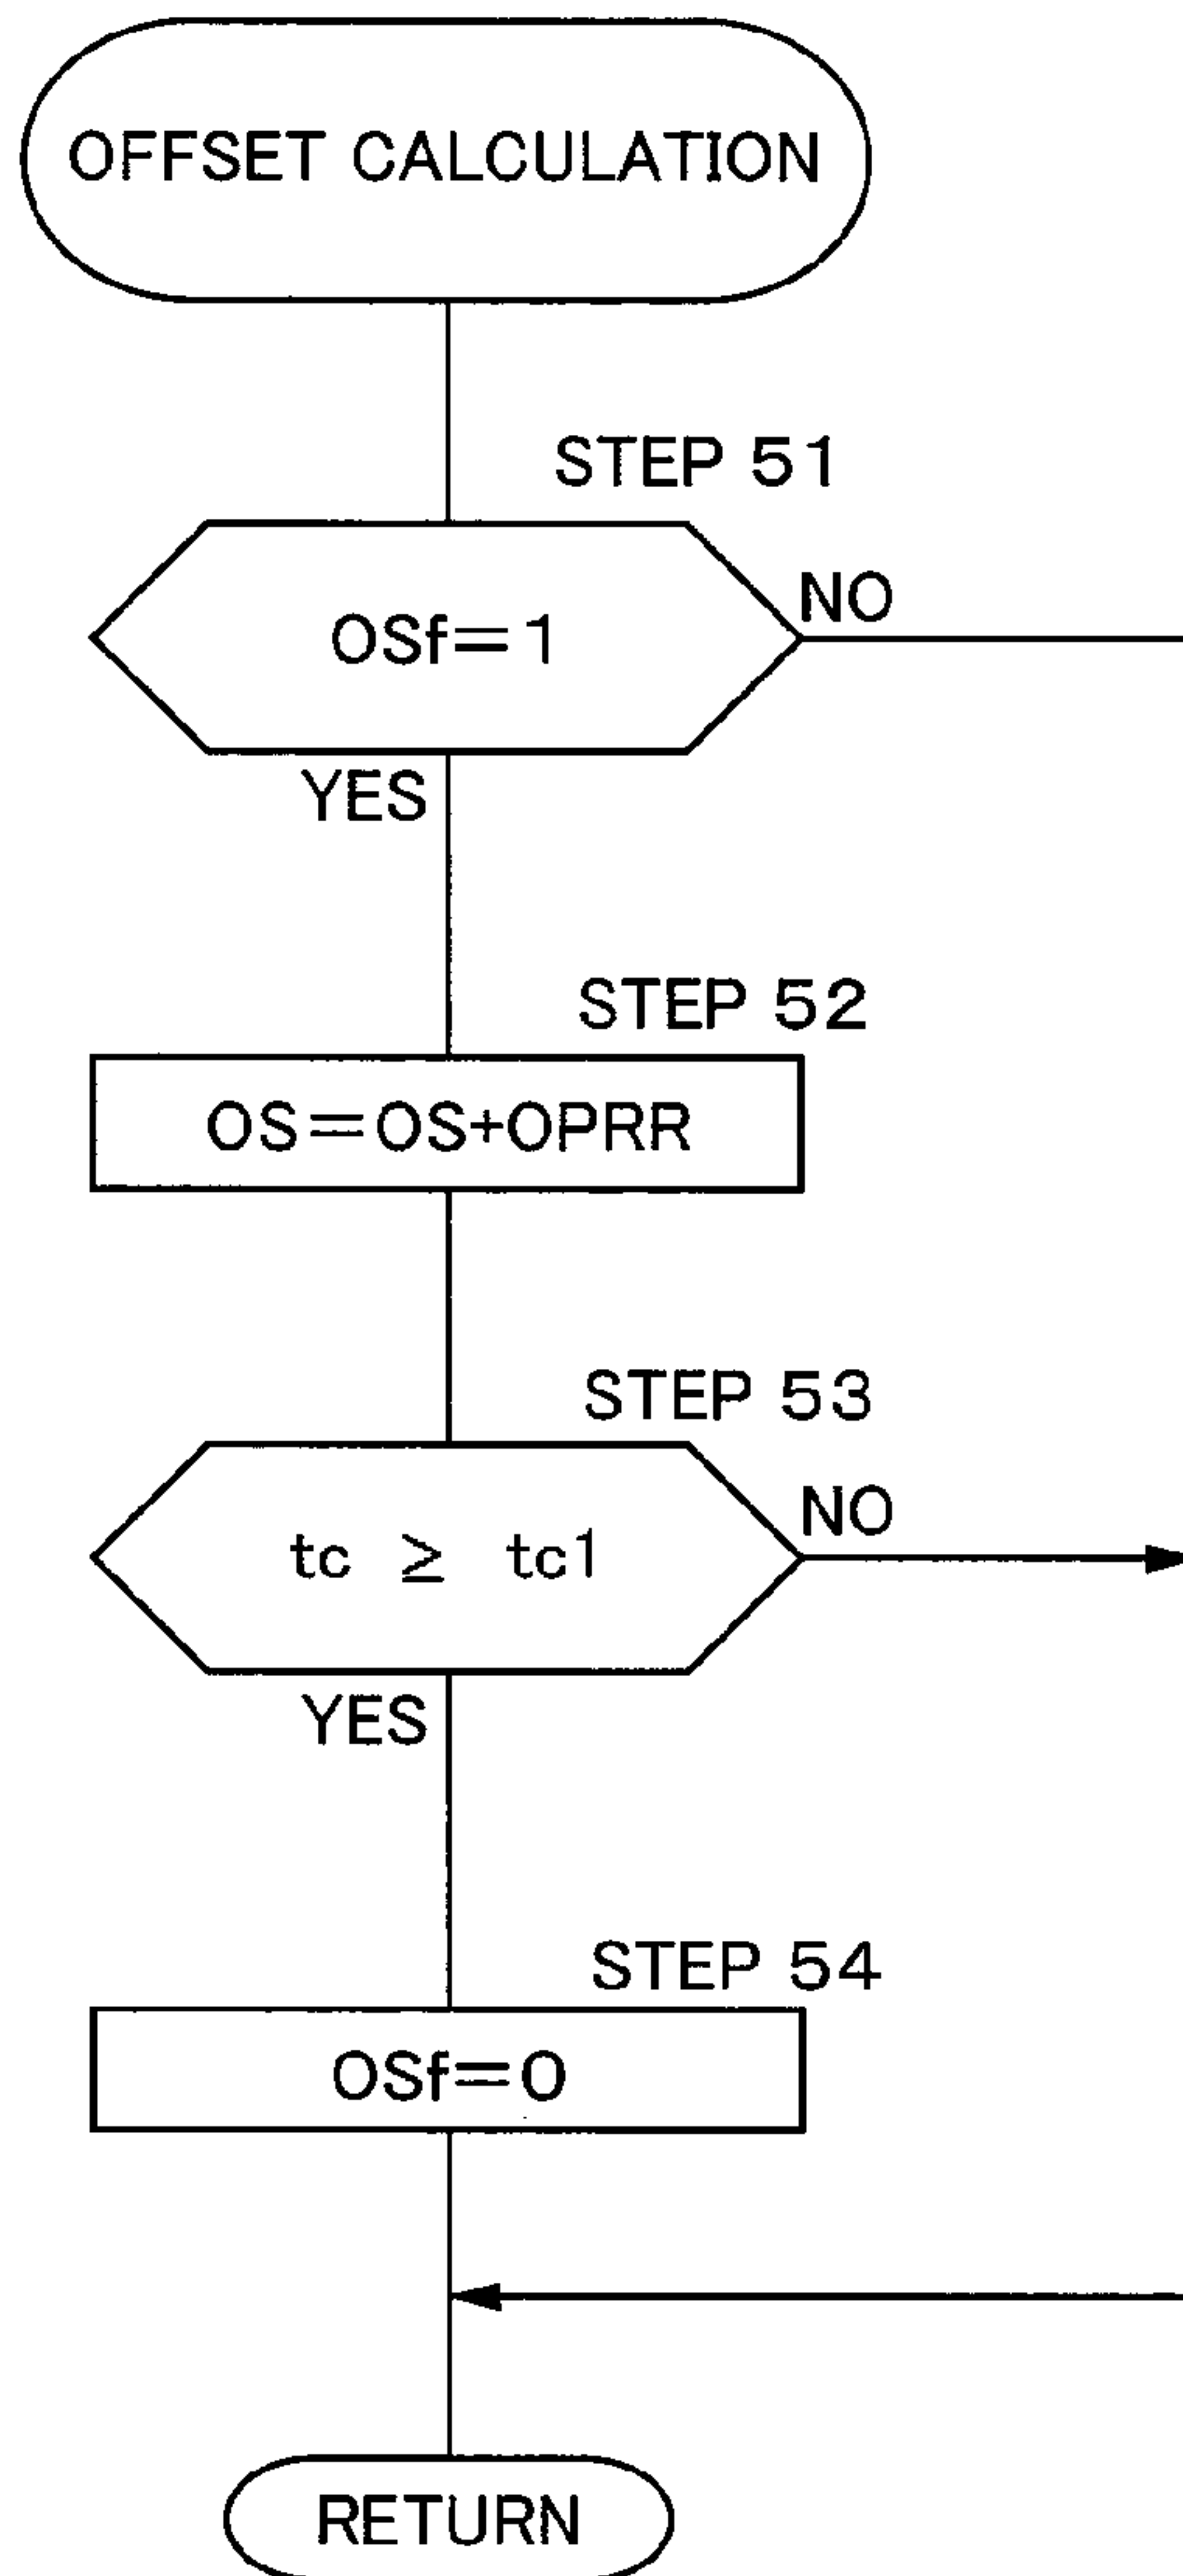 OFFSET CALCULATION
STEP 51
OSf=1
NO
YES
STEP 52
OS=OS+OPRR
STEP 53
tc ≥ tc1
NO
YES
STEP 54
OSf=0
RETURN